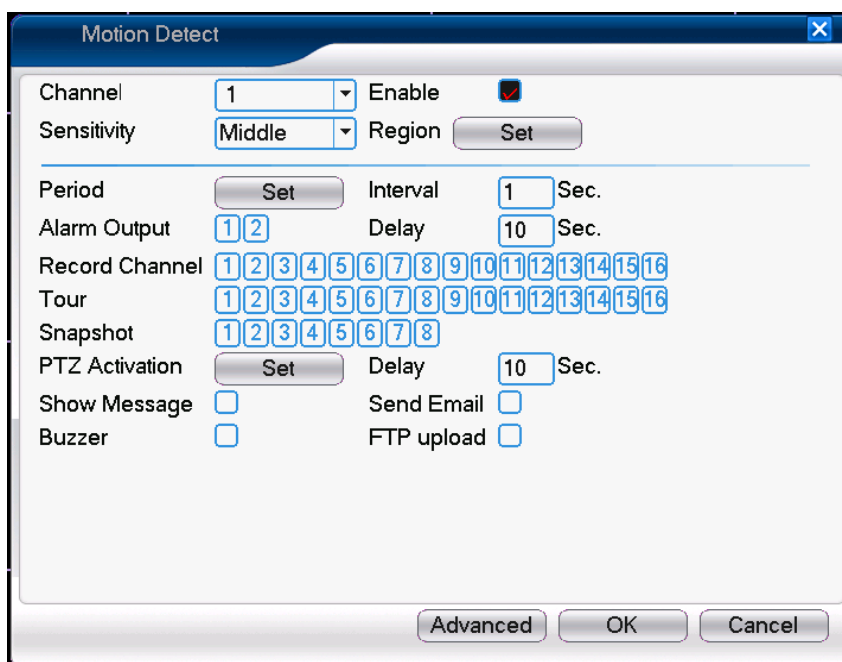 Motion Detect
Channel 1 Enable
Sensitivity Middle Region Set
Period Set Interval 1 Sec.
Alarm Output 1 2 Delay 10 Sec.
Record Channel 1 2 3 4 5 6 7 8 9 10 11 12 13 14 15 16
Tour 1 2 3 4 5 6 7 8 9 10 11 12 13 14 15 16
Snapshot 1 2 3 4 5 6 7 8
PTZ Activation Set Delay 10 Sec.
Show Message Send Email
Buzzer FTP upload
Advanced OK Cancel